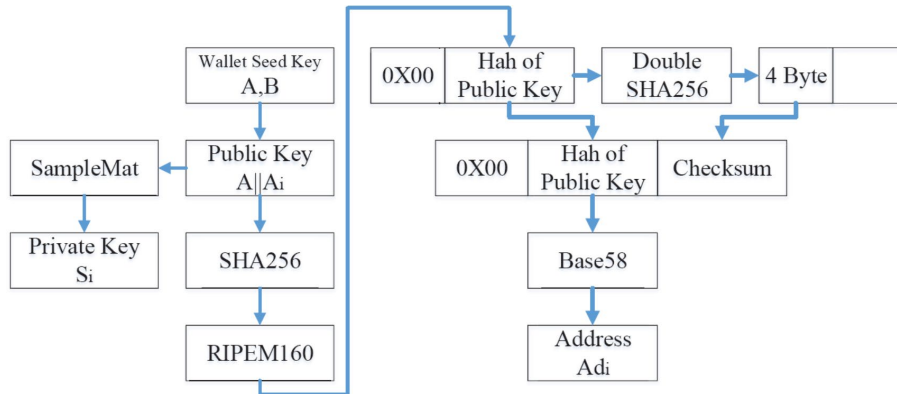 Wallet Seed Key
A,B
SampleMat
Public Key
A||Ai
Private Key
Si
SHA256
RIPEM160
0X00
Hah of
Public Key
Double
SHA256
4 Byte
0X00
Hah of
Public Key
Checksum
Base58
Address
Adi